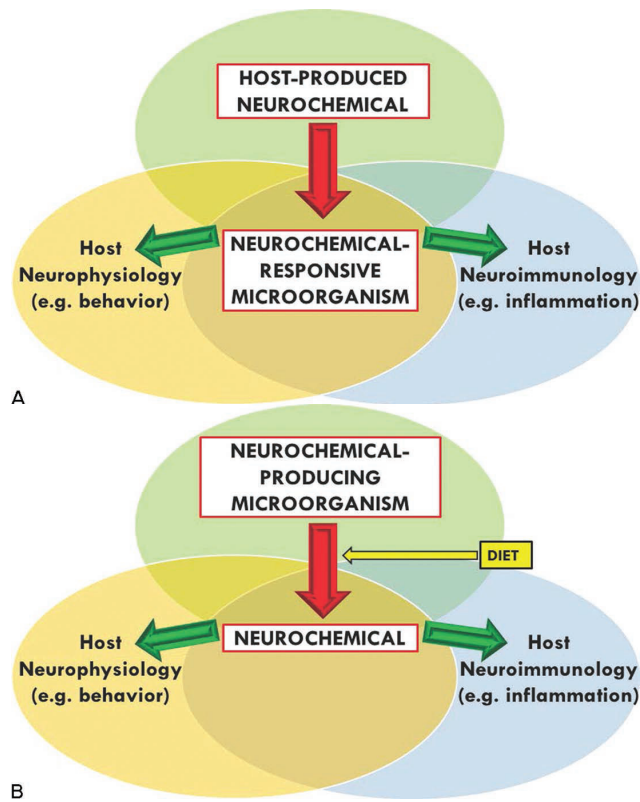 HOST-PRODUCED
NEUROCHEMICAL
Host
Neurophysiology
(e.g. behavior)
NEUROCHEMICAL-
RESPONSIVE
MICROORGANISM
Host
Neuroimmunology
(e.g. inflammation)
A
NEUROCHEMICAL-
PRODUCING
MICROORGANISM
DIET
Host
Neurophysiology
(e.g. behavior)
NEUROCHEMICAL
Host
Neuroimmunology
(e.g. inflammation)
B